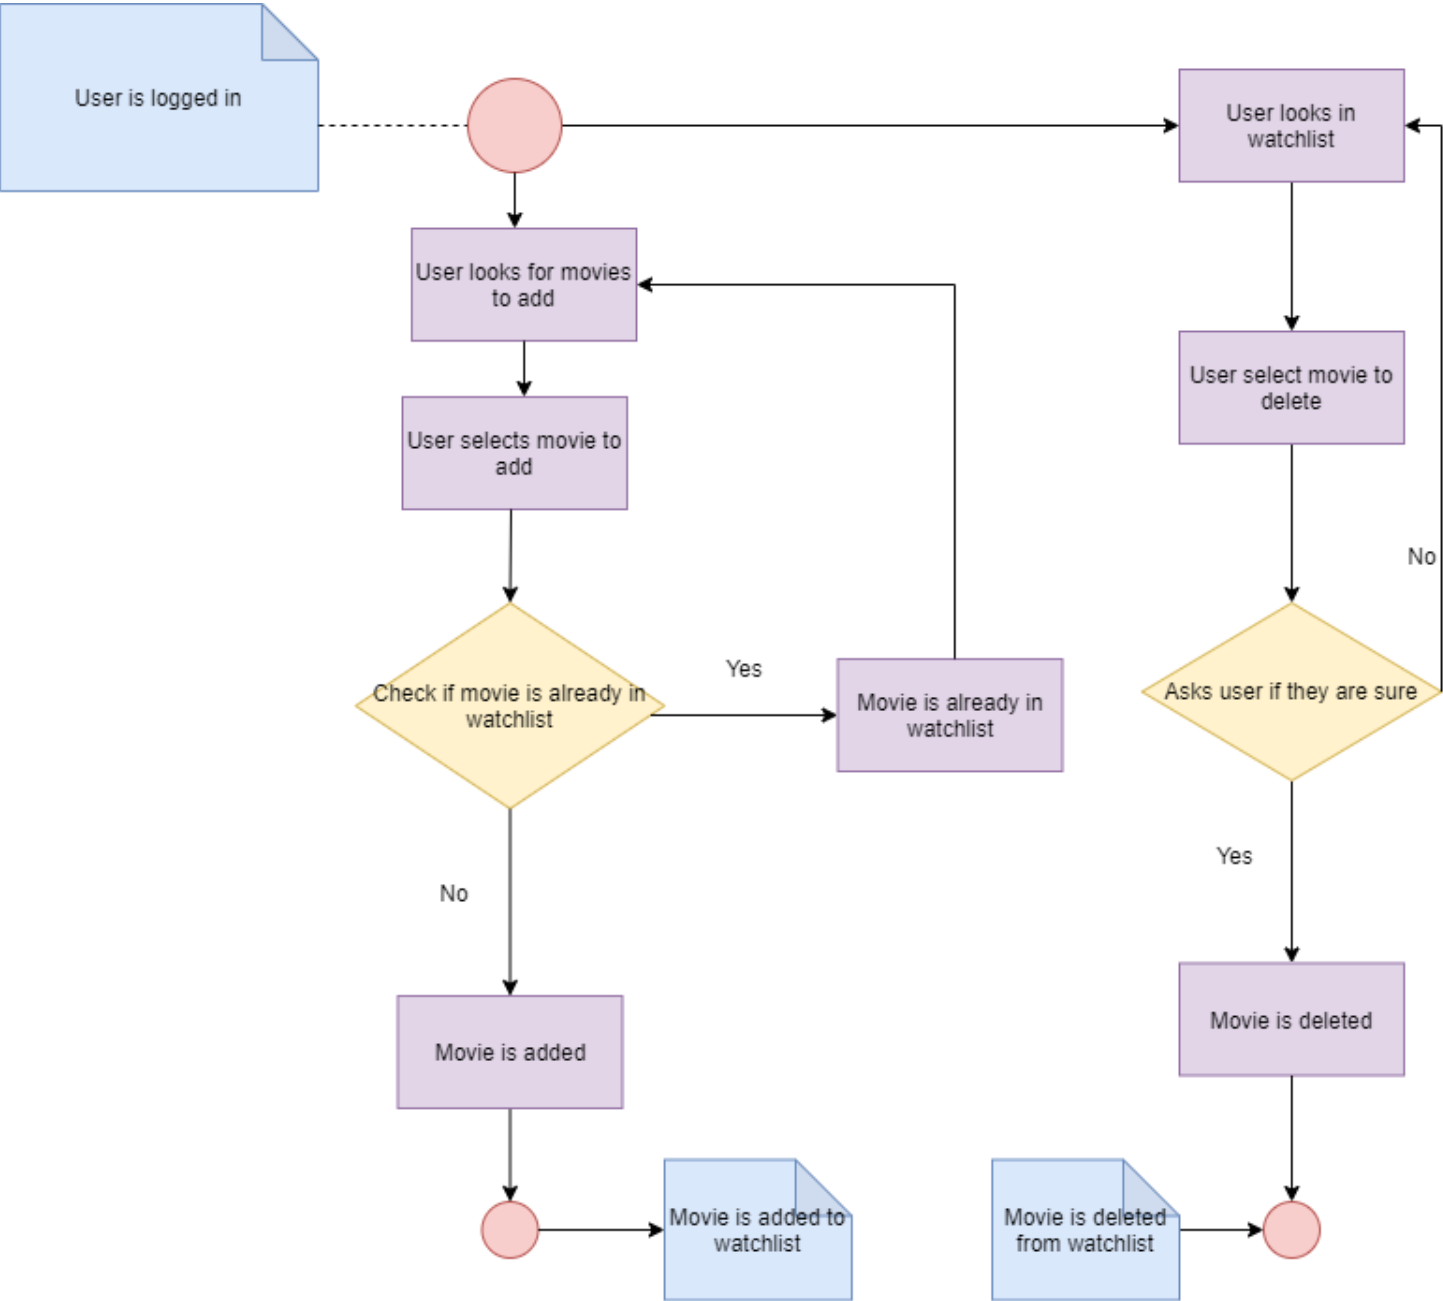 User is logged in
User looks in
watchlist
User looks for movies
to add
User select movie to
delete
User selects movie to
add
No
Yes
Check if movie is already in
watchlist
Movie is already in
watchlist
Asks user if they are sure
Yes
No
Movie is added
Movie is deleted
Movie is added to
watchlist
Movie is deleted
from watchlist